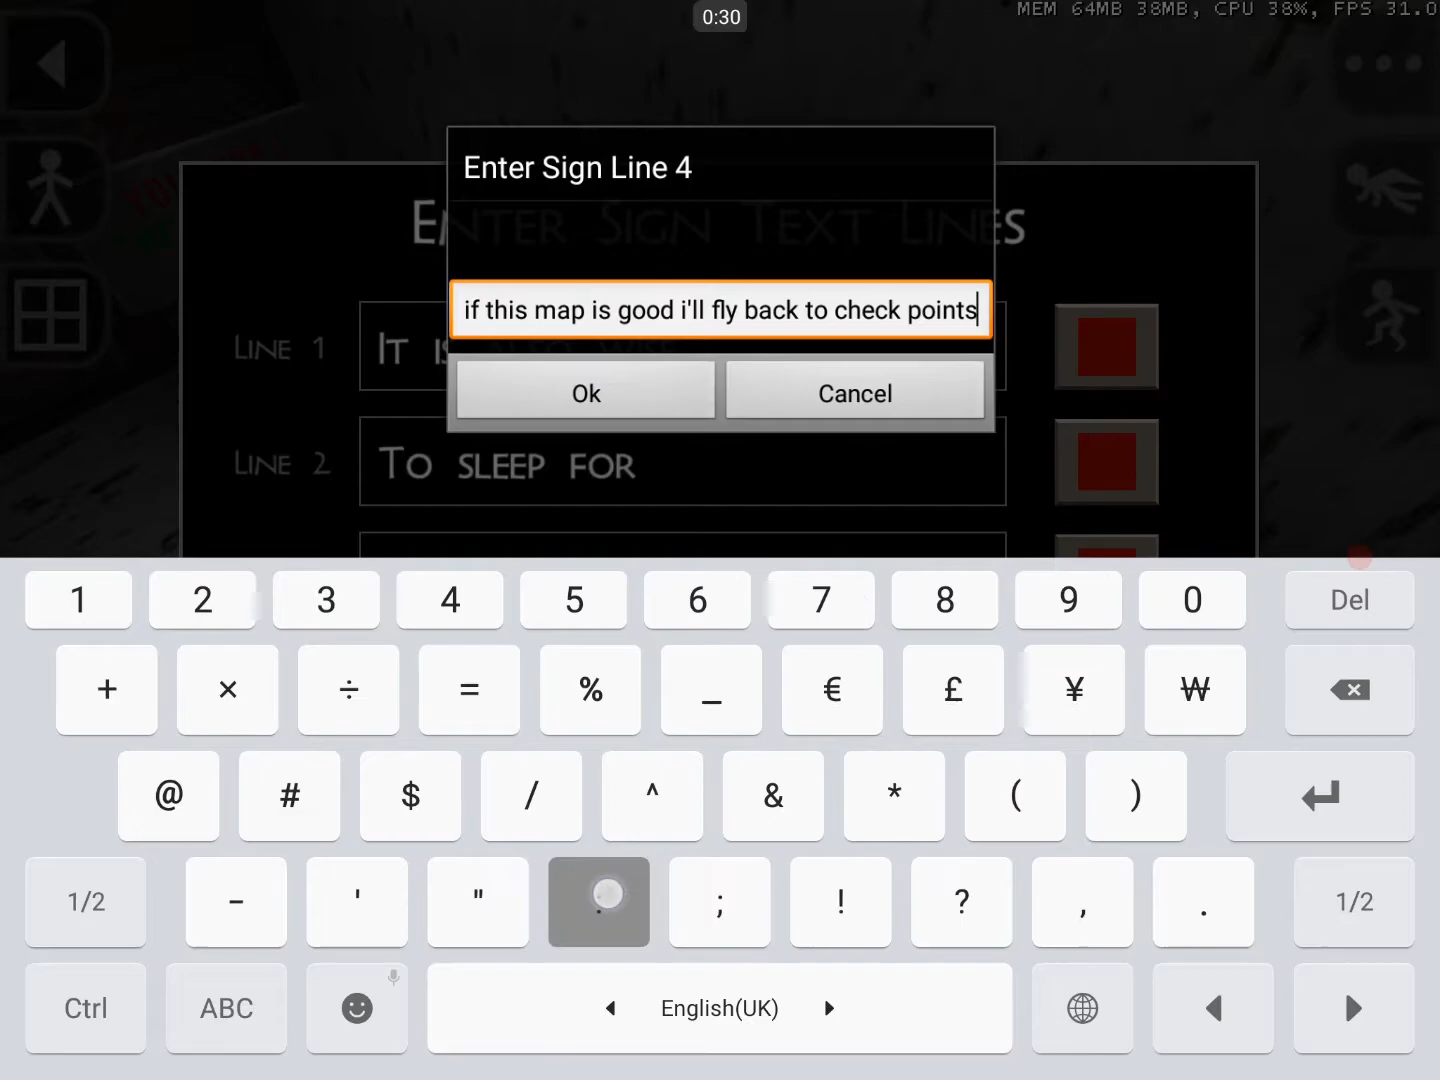 0:30
MEM 64MB 38MB, CPU 38%, FPS 31.0
Enter Sign Line 4
Enter Sign Text Lines
if this map is good i'll fly back to check points
Line 1
It is
Ok
Cancel
Line 2
To sleep for
1 2 3 4 5 6 7 8 9 0 Del
+ × ÷ = % _ € £ ¥ ₩
@ # $ / ^ & * ( )
1/2 - ' " : ; ! ? , . 1/2
Ctrl ABC English(UK)